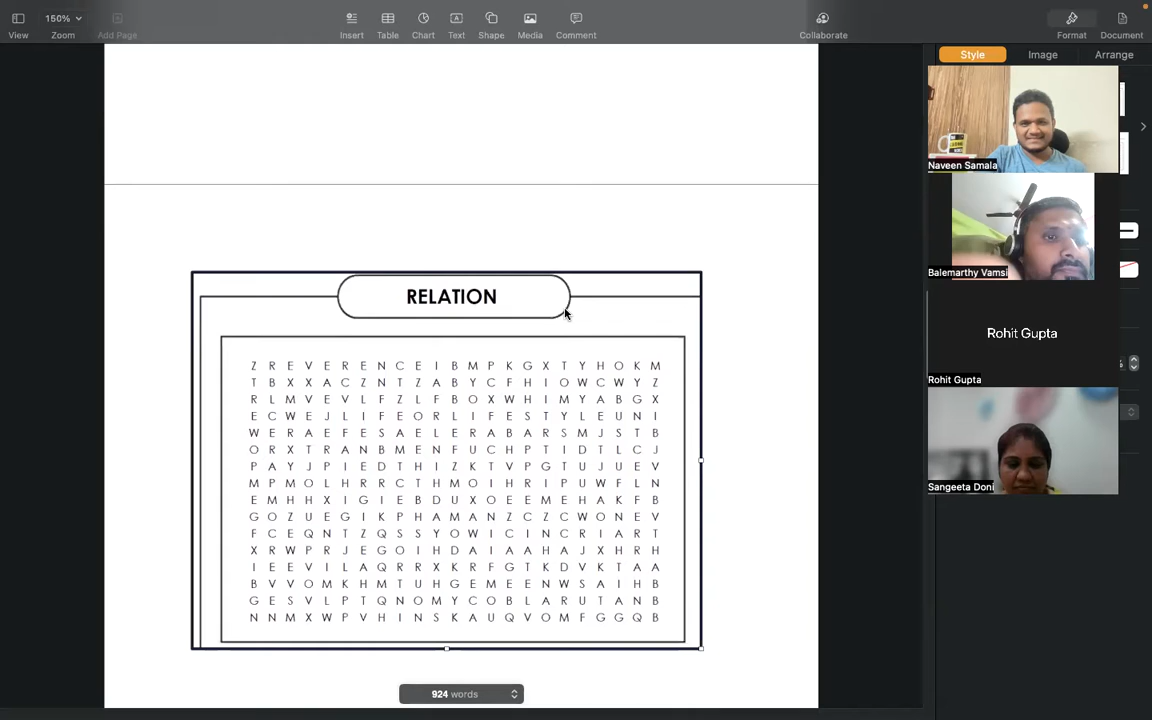 150%
View
Zoom
Add Page
Insert
Table
Chart
Text
Shape
Media
Comment
Collaborate
Format
Document
Style
Image
Arrange
Naveen Samala
Balemarthy Vamsi
Rohit Gupta
Rohit Gupta
Sangeeta Doni
RELATION
Z R E V E R E N C E I B M P K G X T Y H O K M
T B X X A C Z N T Z A B Y C F H I O W C W Y Z
R L M V E V L F Z L F B O X W H I M Y A B G X
E C W E J L I F E O R L I F E S T Y L E U N I
W E R A E F E S A E L E R A B A R S M J S T B
O R X T R A N B M E N F U C H P T I D T L C J
P A Y J P I E D T H I Z K T V P G T U J U E V
M P M O L H R R C T H M O I H R I P U W F L N
E M H H X I G I E B D U X O E E M E H A K F B
G O Z U E G I K P H A M A N Z C Z C W O N E V
F C E Q N T Z Q S S Y O W I C I N C R I A R T
X R W P R J E G O I H D A I A A H A J X H R H
I E E V I L A Q R R X K R F G T K D V K T A A
B V V O M K H M T U H G E M E E N W S A I H B
G E S V L P T Q N O M Y C O B L A R U T A N B
N N M X W P V H I N S K A U Q V O M F G G Q B
924 words